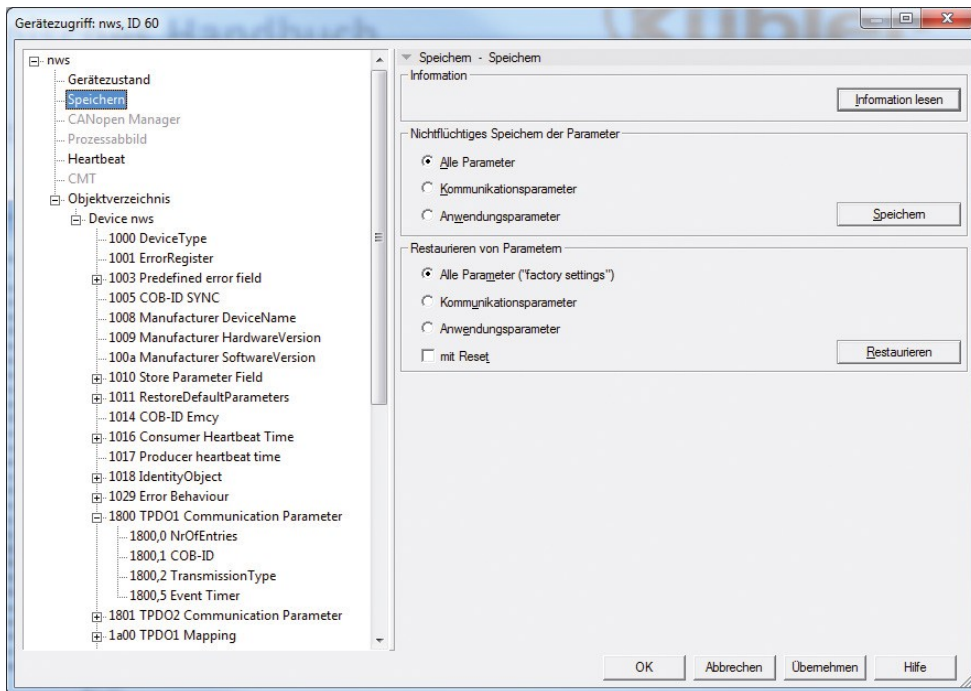 Gerätezugriff: nws, ID 60
nws
Gerätezustand
Speichern
CANopen Manager
Prozessabbild
Heartbeat
CMT
Objektverzeichnis
Device nws
1000 DeviceType
1001 ErrorRegister
1003 Predefined error field
1005 COB-ID SYNC
1008 Manufacturer DeviceName
1009 Manufacturer HardwareVersion
100a Manufacturer SoftwareVersion
1010 Store Parameter Field
1011 RestoreDefaultParameters
1014 COB-ID Emcy
1016 Consumer Heartbeat Time
1017 Producer heartbeat time
1018 IdentityObject
1029 Error Behaviour
1800 TPDO1 Communication Parameter
1800,0 NrOfEntries
1800,1 COB-ID
1800,2 TransmissionType
1800,5 Event Timer
1801 TPDO2 Communication Parameter
1a00 TPDO1 Mapping
Speichern - Speichern
Information
Information lesen
Nichtflüchtiges Speichern der Parameter
Alle Parameter
Kommunikationsparameter
Anwendungsparameter
Speichern
Restaurieren von Parametern
Alle Parameter ("factory settings")
Kommunikationsparameter
Anwendungsparameter
mit Reset
Restaurieren
OK
Abbrechen
Übernehmen
Hilfe